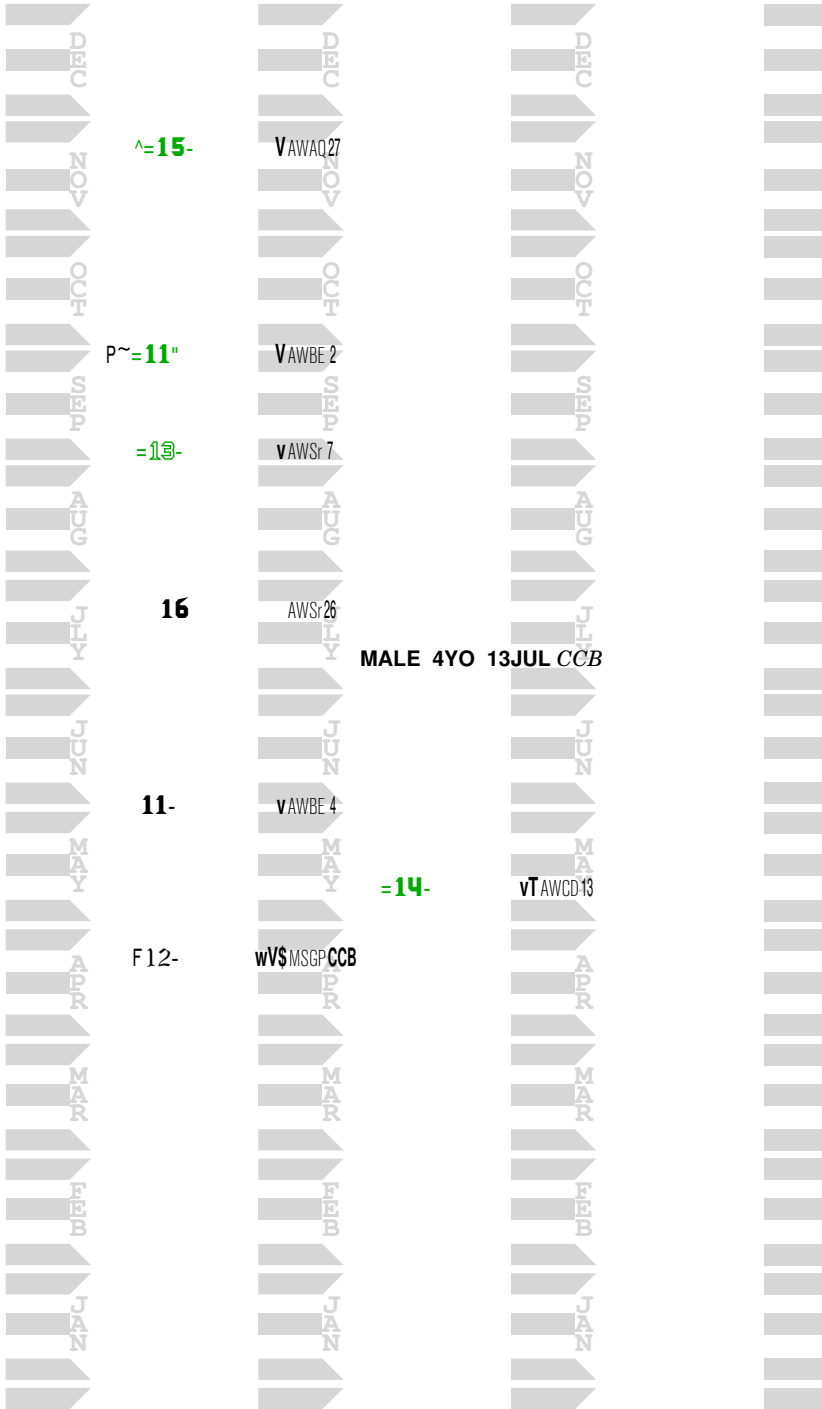 DEC DEC DEC
^=15- VAWAQ27
NOV NOV NOV
OCT OCT OCT
P~=11" VAWBE 2
SEP SEP SEP
=13- vAWSr 7
AUG AUG AUG
16 AWSr26
JLY JLY JLY
MALE 4YO 13JUL CCB
JUN JUN JUN
11- vAWBE 4
MAY MAY MAY
=14- vTAWCD13
F12- wV$MSGPCCB
APR APR APR
MAR MAR MAR
FEB FEB FEB
JAN JAN JAN